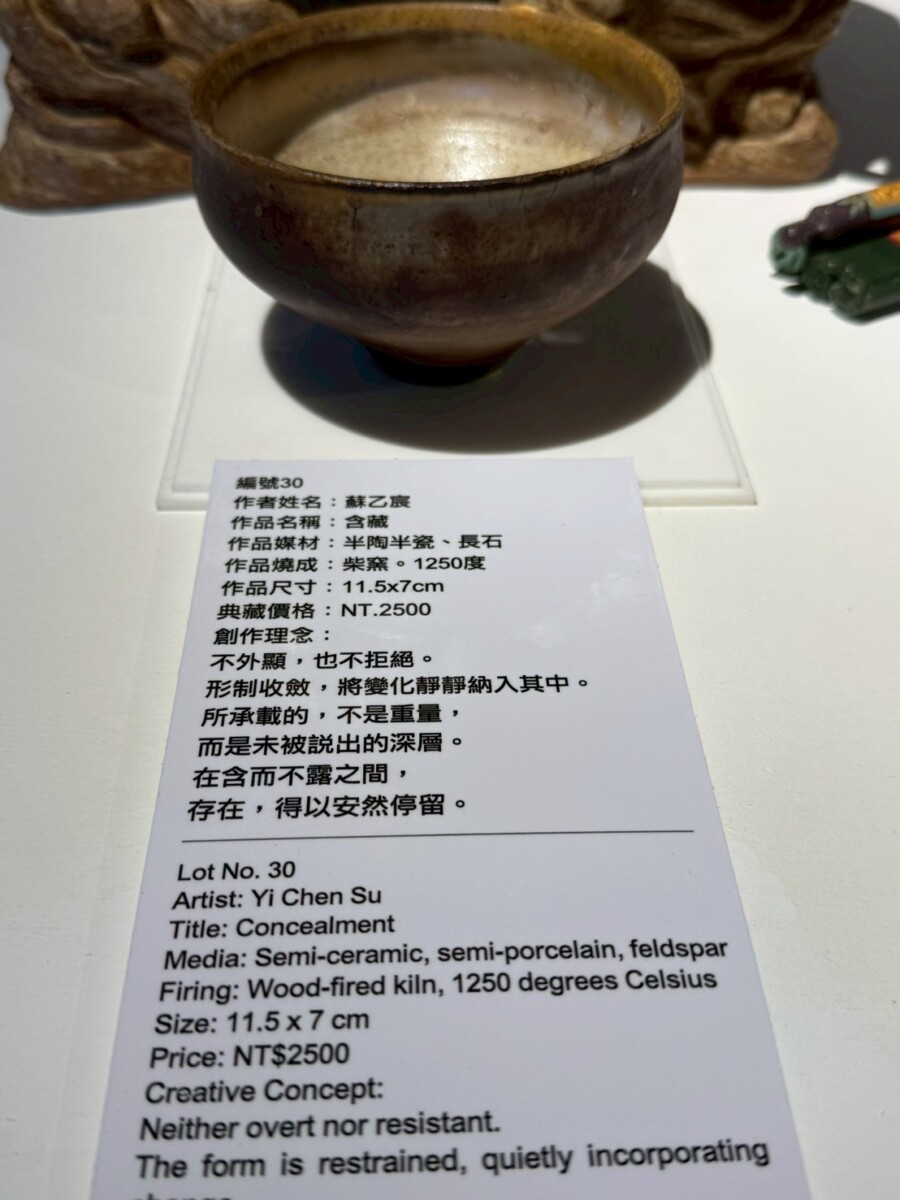 編號30
作者姓名：蘇乙宸
作品名稱：含藏
作品媒材：半陶半瓷、長石
作品燒成：柴窯。1250度
作品尺寸：11.5x7cm
典藏價格：NT.2500
創作理念：
不外顯，也不拒絕。
形制收斂，將變化靜靜納入其中。
所承載的，不是重量，
而是未被説出的深層。
在含而不露之間，
存在，得以安然停留。
Lot No. 30
Artist: Yi Chen Su
Title: Concealment
Media: Semi-ceramic, semi-porcelain, feldspar
Firing: Wood-fired kiln, 1250 degrees Celsius
Size: 11.5 x 7 cm
Price: NT$2500
Creative Concept:
Neither overt nor resistant.
The form is restrained, quietly incorporating